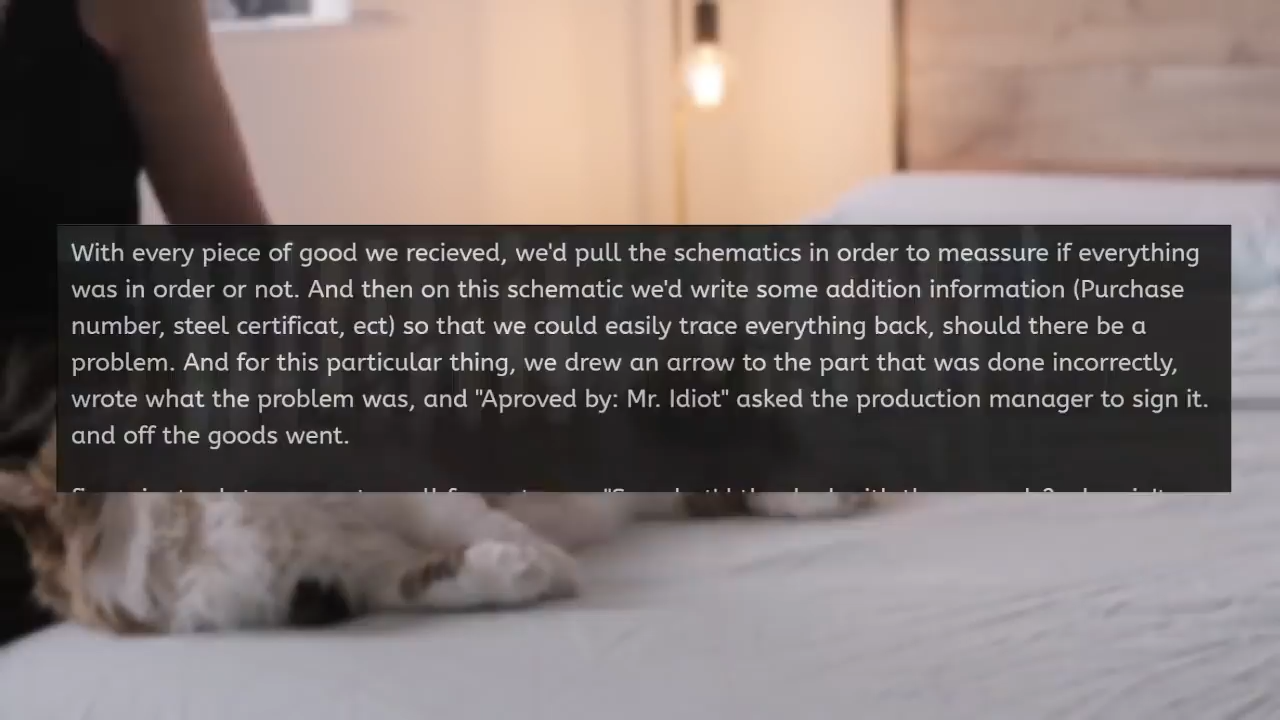 With every piece of good we recieved, we'd pull the schematics in order to meassure if everything
was in order or not. And then on this schematic we'd write some addition information (Purchase
number, steel certificat, ect) so that we could easily trace everything back, should there be a
problem. And for this particular thing, we drew an arrow to the part that was done incorrectly,
wrote what the problem was, and "Aproved by: Mr. Idiot" asked the production manager to sign it.
and off the goods went.